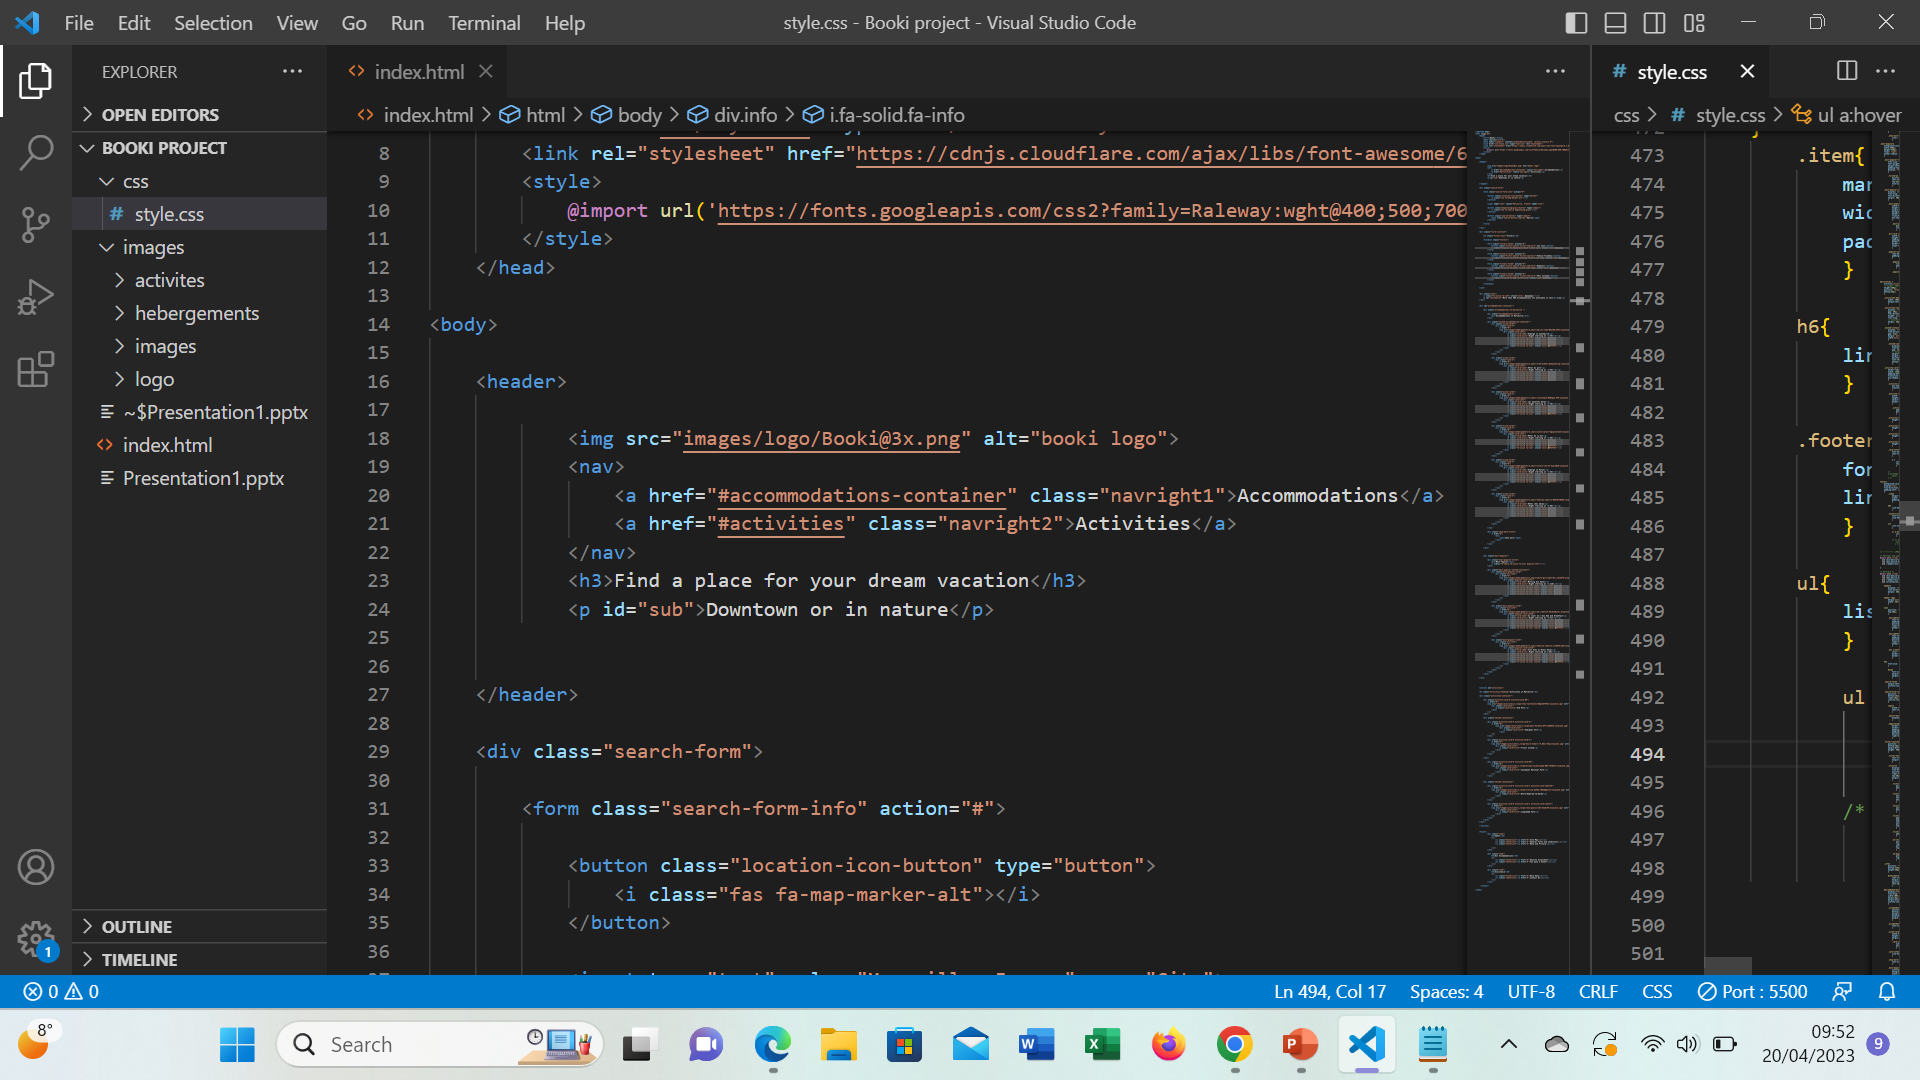 File Edit Selection View Go Run Terminal Help
style.css - Booki project - Visual Studio Code
EXPLORER
OPEN EDITORS
BOOKI PROJECT
css
# style.css
images
activites
hebergements
images
logo
~$Presentation1.pptx
index.html
Presentation1.pptx
OUTLINE
TIMELINE
1
index.html
index.html > html > body > div.info > i.fa-solid.fa-info
8 <link rel="stylesheet" href="https://cdnjs.cloudflare.com/ajax/libs/font-awesome/6
9 <style>
10 @import url('https://fonts.googleapis.com/css2?family=Raleway:wght@400;500;700
11 </style>
12 </head>
13
14 <body>
15
16 <header>
17
18 <img src="images/logo/Booki@3x.png" alt="booki logo">
19 <nav>
20 <a href="#accommodations-container" class="navright1">Accommodations</a>
21 <a href="#activities" class="navright2">Activities</a>
22 </nav>
23 <h3>Find a place for your dream vacation</h3>
24 <p id="sub">Downtown or in nature</p>
25
26
27 </header>
28
29 <div class="search-form">
30
31 <form class="search-form-info" action="#">
32
33 <button class="location-icon-button" type="button">
34 <i class="fas fa-map-marker-alt"></i>
35 </button>
36
# style.css
css > # style.css > ul a:hover
473 .item{
474 mar
475 wid
476 pad
477 }
478
479 h6{
480 lin
481 }
482
483 .footer
484 for
485 lin
486 }
487
488 ul{
489 lis
490 }
491
492 ul
493
494
495
496 /*
497
498
499
500
501
0 0
Ln 494, Col 17 Spaces: 4 UTF-8 CRLF CSS Port : 5500
8°
Search
09:52
20/04/2023
9